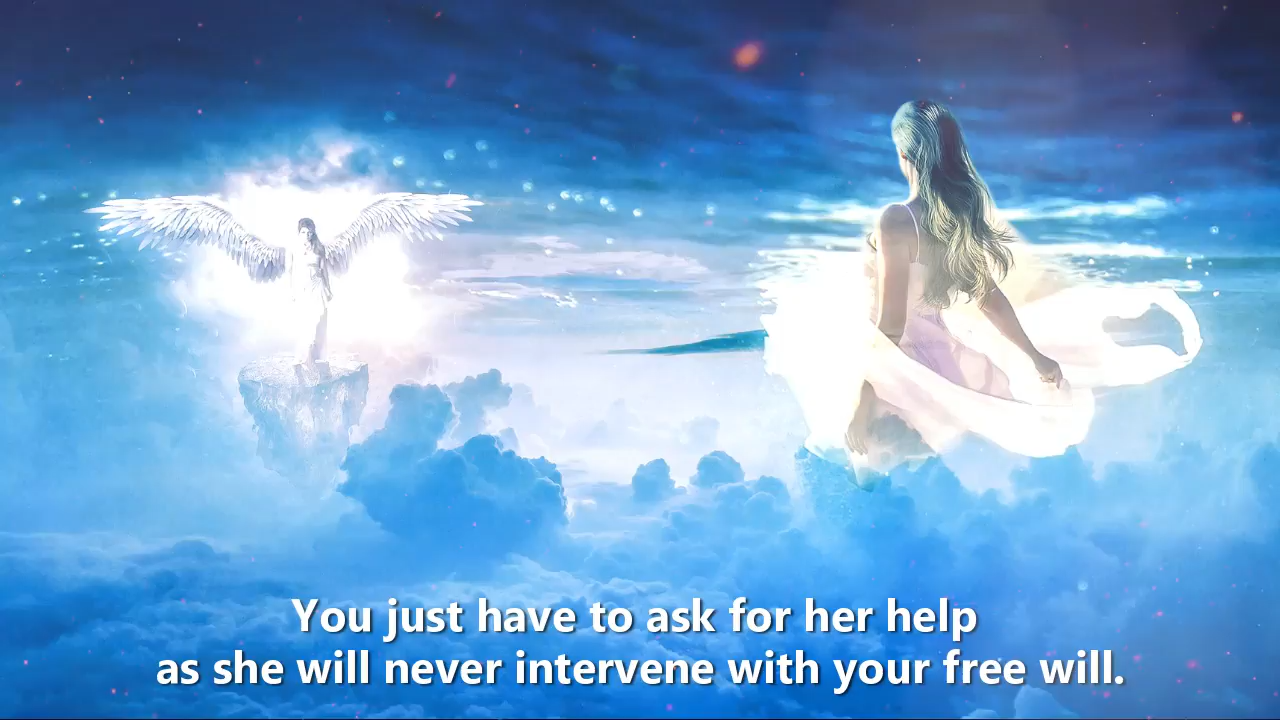 You just have to ask for her help
as she will never intervene with your free will.